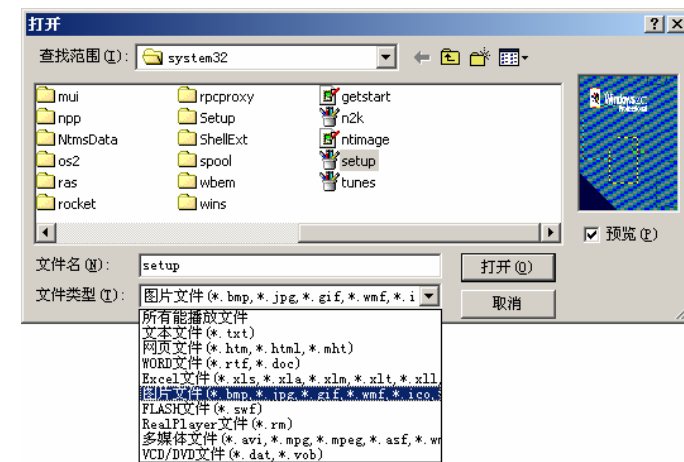 打开
查找范围(I): system32
mui rpcproxy getstart
npp Setup n2k
NtmsData ShellExt ntimage
os2 spool setup
ras wbem tunes
rocket wins
预览(P)
文件名(N): setup 打开(O)
文件类型(T): 图片文件(*.bmp,*.jpg,*.gif,*.wmf,*.i 取消
所有能播放文件
文本文件(*.txt)
网页文件(*.htm,*.html,*.mht)
WORD文件(*.rtf,*.doc)
Excel文件(*.xls,*.xla,*.xlm,*.xlt,*.xll,
图片文件(*.bmp,*.jpg,*.gif,*.wmf,*.ico,
FLASH文件(*.swf)
RealPlayer文件(*.rm)
多媒体文件(*.avi,*.mpg,*.mpeg,*.asf,*.wm
VCD/DVD文件(*.dat,*.vob)